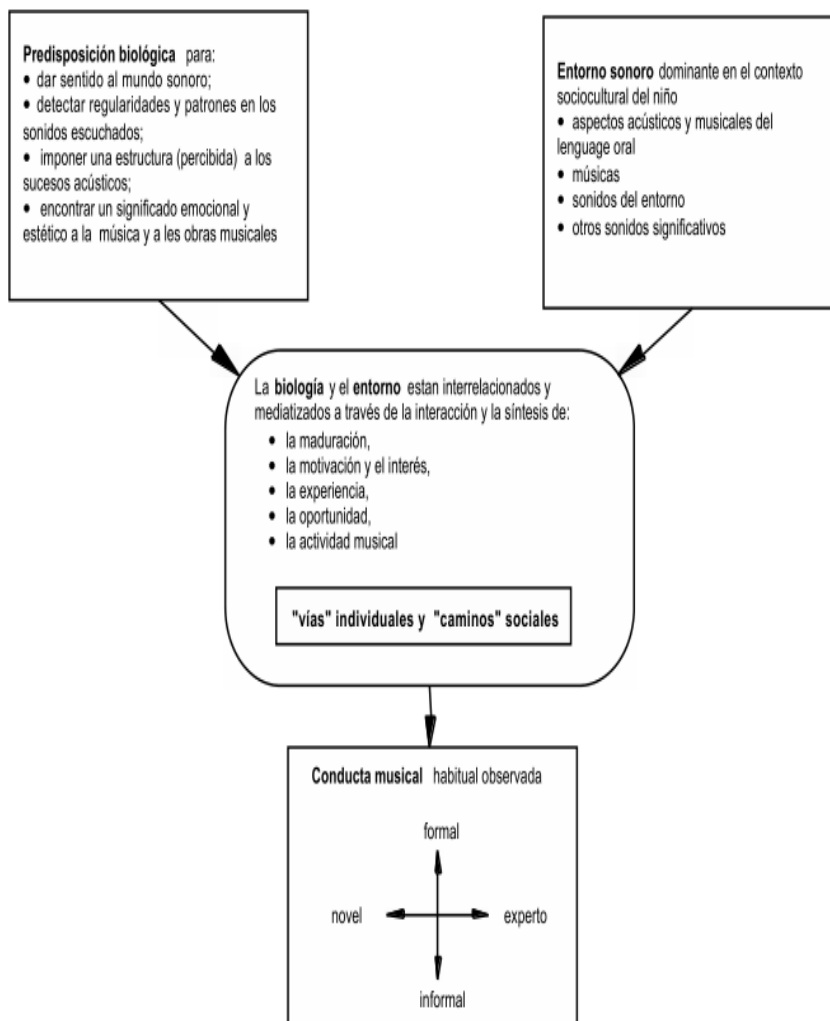 Predisposición biológica para:
• dar sentido al mundo sonoro;
• detectar regularidades y patrones en los
sonidos escuchados;
• imponer una estructura (percibida) a los
sucesos acústicos;
• encontrar un significado emocional y
estético a la música y a les obras musicales
Entorno sonoro dominante en el contexto
sociocultural del niño
• aspectos acústicos y musicales del
lenguage oral
• músicas
• sonidos del entorno
• otros sonidos significativos
La biología y el entorno estan interrelacionados y
mediatizados a través de la interacción y la síntesis de:
• la maduración,
• la motivación y el interés,
• la experiencia,
• la oportunidad,
• la actividad musical
"vías" individuales y "caminos" sociales
Conducta musical habitual observada
formal
novel experto
informal